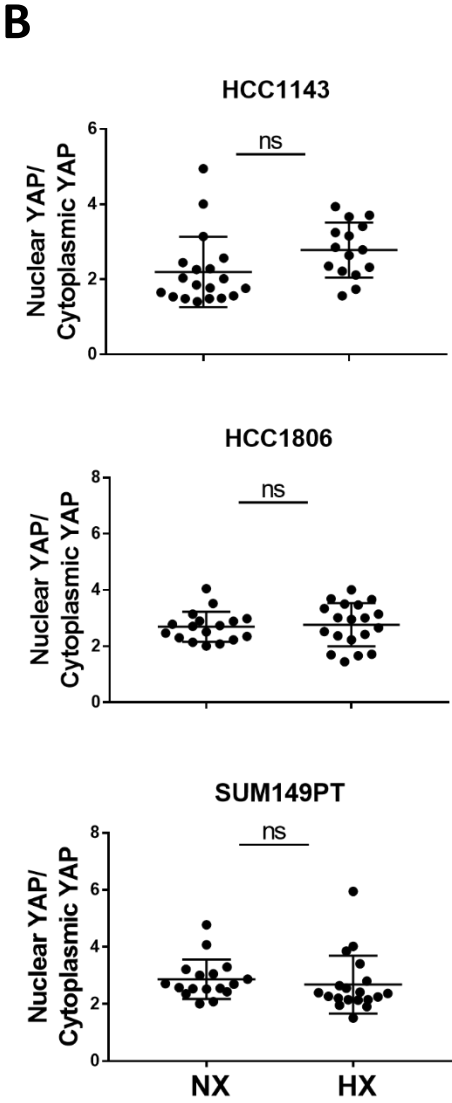 B
HCC1143
Nuclear YAP/
Cytoplasmic YAP
6
4
2
0
ns
HCC1806
Nuclear YAP/
Cytoplasmic YAP
8
6
4
2
0
ns
SUM149PT
Nuclear YAP/
Cytoplasmic YAP
8
6
4
2
0
ns
NX HX